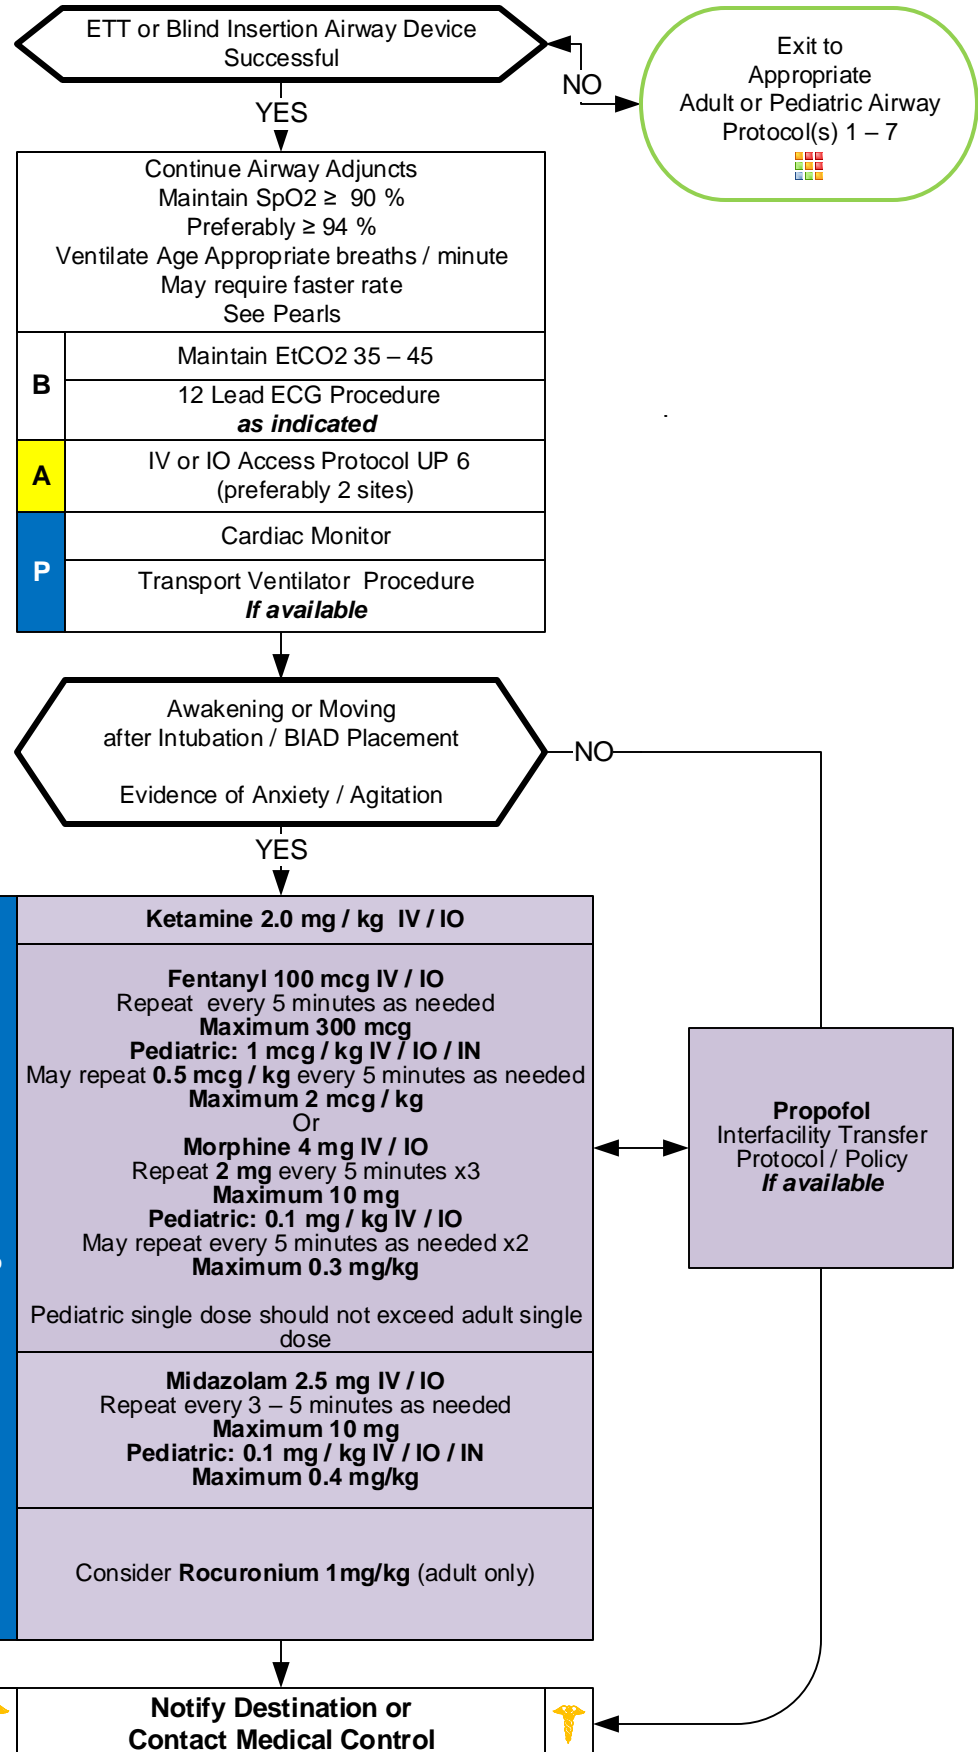 ETT or Blind Insertion Airway Device
Successful
NO
Exit to
Appropriate
Adult or Pediatric Airway
Protocol(s) 1 – 7
YES
Continue Airway Adjuncts
Maintain SpO2 ≥ 90 %
Preferably ≥ 94 %
Ventilate Age Appropriate breaths / minute
May require faster rate
See Pearls
B
Maintain EtCO2 35 – 45
12 Lead ECG Procedure
as indicated
A
IV or IO Access Protocol UP 6
(preferably 2 sites)
P
Cardiac Monitor
Transport Ventilator Procedure
If available
Awakening or Moving
after Intubation / BIAD Placement
Evidence of Anxiety / Agitation
NO
YES
Ketamine 2.0 mg / kg IV / IO
Fentanyl 100 mcg IV / IO
Repeat every 5 minutes as needed
Maximum 300 mcg
Pediatric: 1 mcg / kg IV / IO / IN
May repeat 0.5 mcg / kg every 5 minutes as needed
Maximum 2 mcg / kg
Or
Morphine 4 mg IV / IO
Repeat 2 mg every 5 minutes x3
Maximum 10 mg
Pediatric: 0.1 mg / kg IV / IO
May repeat every 5 minutes as needed x2
Maximum 0.3 mg/kg
Pediatric single dose should not exceed adult single
dose
Propofol
Interfacility Transfer
Protocol / Policy
If available
Midazolam 2.5 mg IV / IO
Repeat every 3 – 5 minutes as needed
Maximum 10 mg
Pediatric: 0.1 mg / kg IV / IO / IN
Maximum 0.4 mg/kg
Consider Rocuronium 1mg/kg (adult only)
Notify Destination or
Contact Medical Control